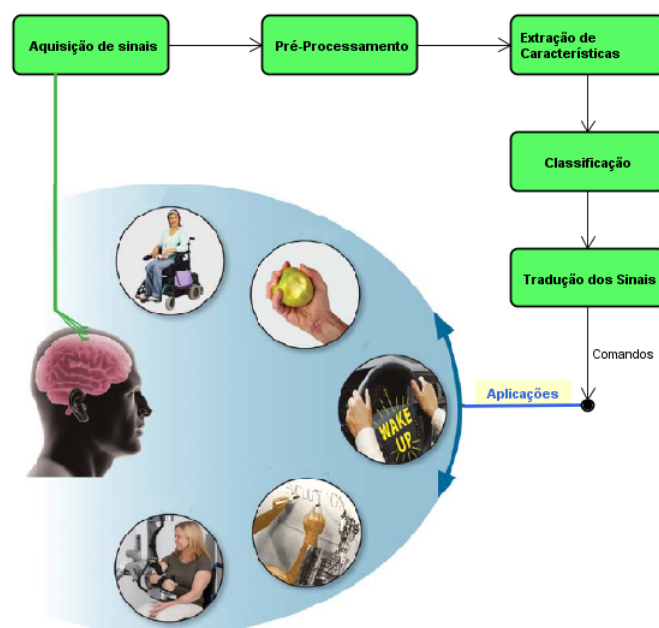 Aquisição de sinais
Pré-Processamento
Extração de
Características
Classificação
Tradução dos Sinais
Comandos
Aplicações
WAKE
UP